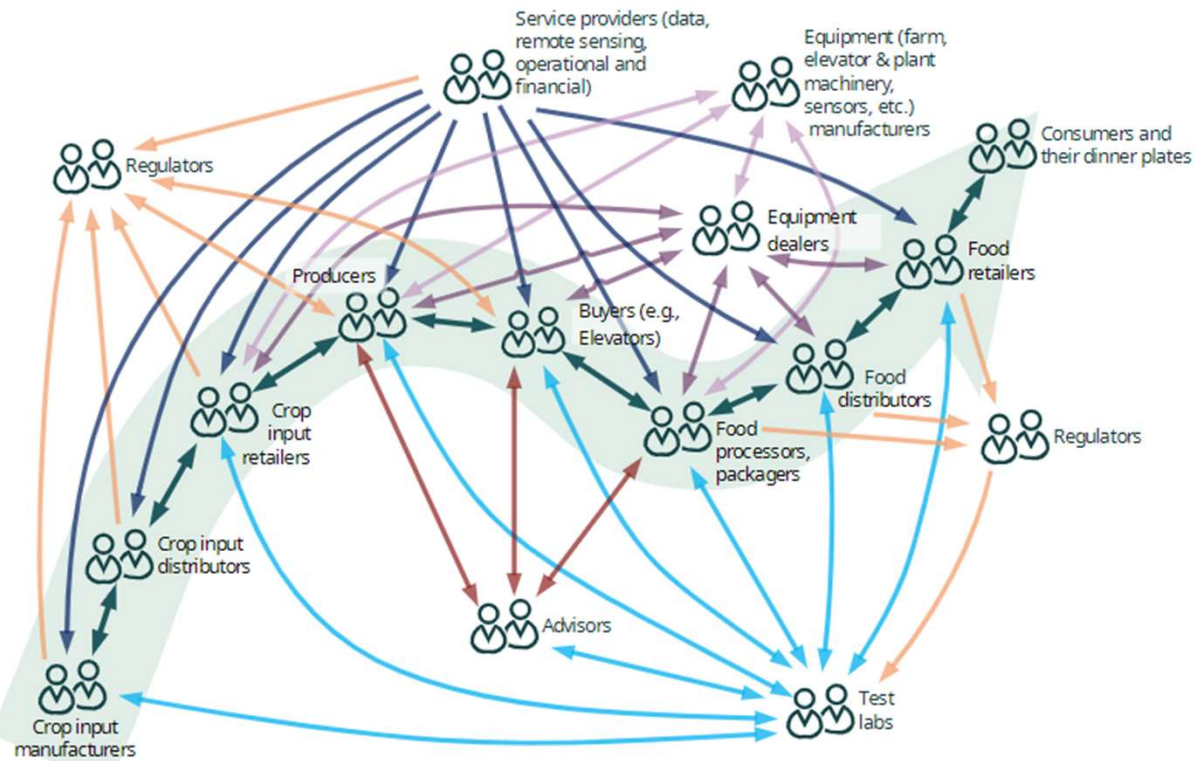 Service providers (data,
remote sensing,
operational and
financial)
Equipment (farm,
elevator & plant
machinery,
sensors, etc.)
manufacturers
Consumers and
their dinner plates
Regulators
Equipment
dealers
Food
retailers
Producers
Buyers (e.g.,
Elevators)
Food
distributors
Crop
input
retailers
Food
processors,
packagers
Regulators
Crop input
distributors
Advisors
Test
labs
Crop input
manufacturers